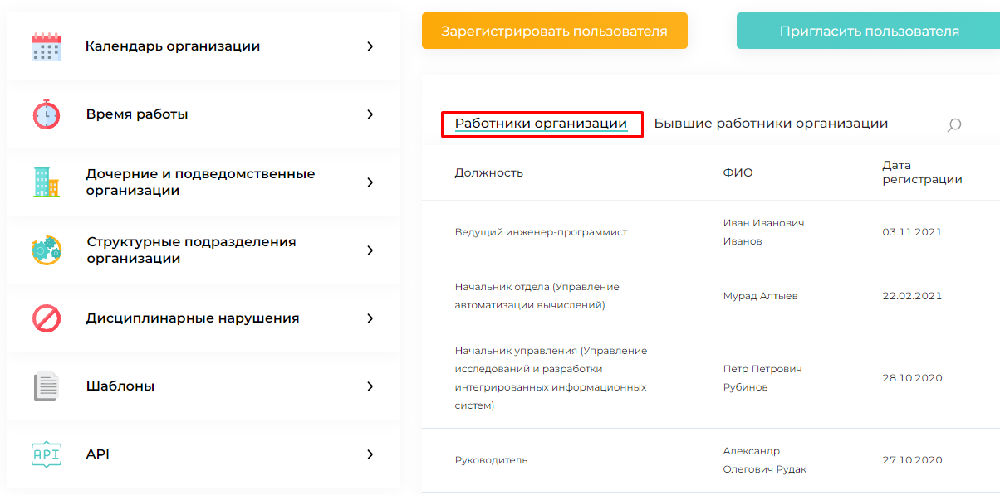 Календарь организации
Время работы
Дочерние и подведомственные
организации
Структурные подразделения
организации
Дисциплинарные нарушения
Шаблоны
API
API
Зарегистрировать пользователя
Пригласить пользователя
Работники организации
Бывшие работники организации
Должность
ФИО
Дата
регистрации
Ведущий инженер-программист
Иван Иванович
Иванов
03.11.2021
Начальник отдела (Управление
автоматизации вычислений)
Мурад Алтыев
22.02.2021
Начальник управления (Управление
исследований и разработки
интегрированных информационных
систем)
Петр Петрович
Рубинов
28.10.2020
Руководитель
Александр
Олегович Рудак
27.10.2020